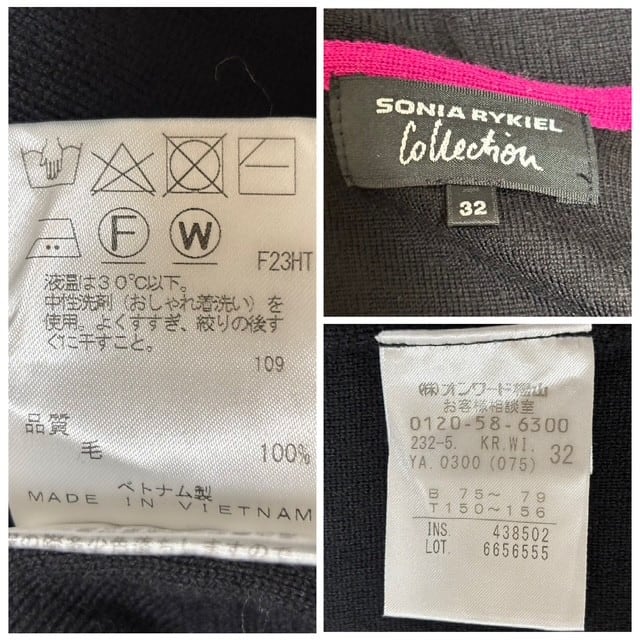 F
W
F23HT
液温は30℃以下。
中性洗剤（おしゃれ着洗い）を
使用。よくすすぎ、絞りの後す
ぐに干すこと。
109
品質
毛 100%
ベトナム製
MADE IN VIETNAM
SONIA RYKIEL
Collection
32
㈱オンワード樫山
お客様相談室
0120-58-6300
232-5. KR.WI. 32
YA.0300(075)
B 75～ 79
T150～156
INS. 438502
LOT. 6656555